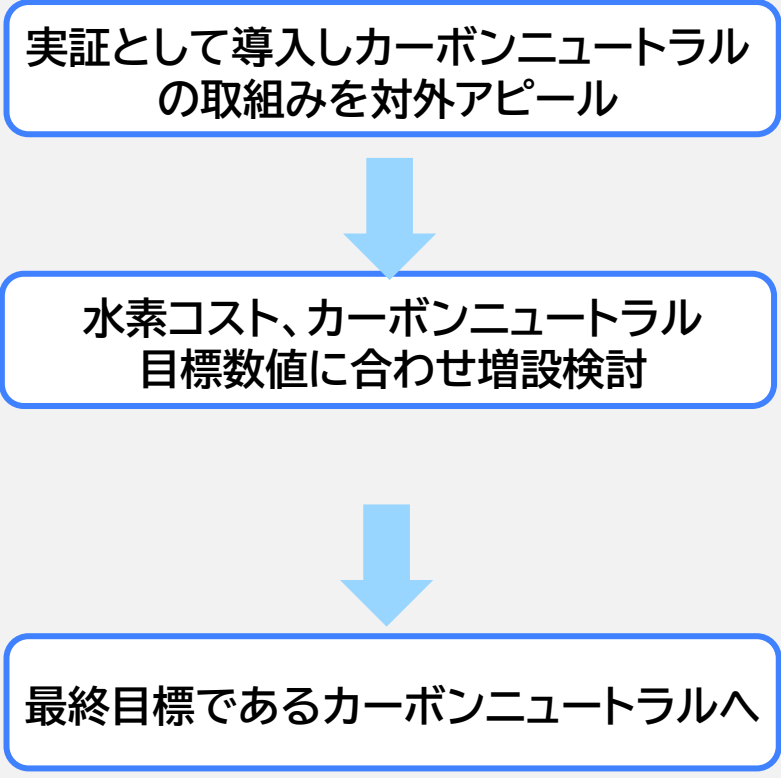 実証として導入しカーボンニュートラル
の取組みを対外アピール
水素コスト、カーボンニュートラル
目標数値に合わせ増設検討
最終目標であるカーボンニュートラルへ